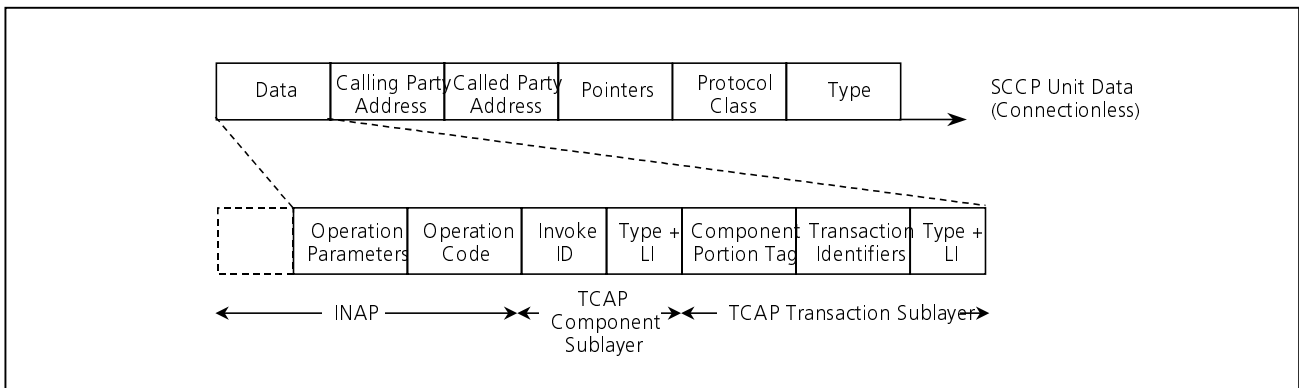 Data
Calling Party
Address
Called Party
Address
Pointers
Protocol
Class
Type
SCCP Unit Data
(Connectionless)
Operation
Parameters
Operation
Code
Invoke
ID
Type +
LI
Component
Portion Tag
Transaction
Identifiers
Type +
LI
INAP
TCAP
Component
Sublayer
TCAP Transaction Sublayer